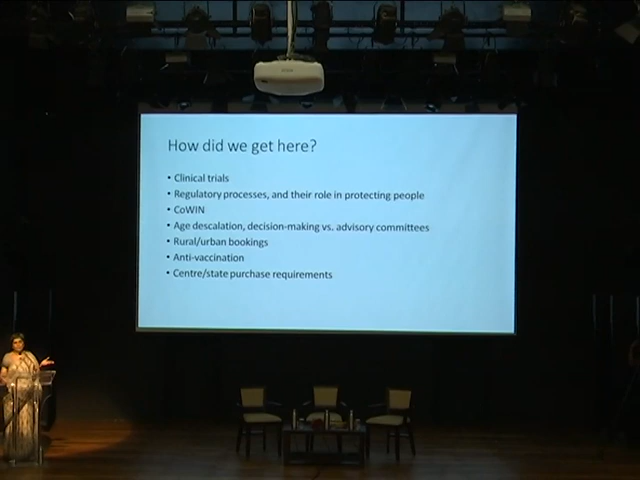 How did we get here?
• Clinical trials
• Regulatory processes, and their role in protecting people
• CoWIN
• Age descalation, decision-making vs. advisory committees
• Rural/urban bookings
• Anti-vaccination
• Centre/state purchase requirements